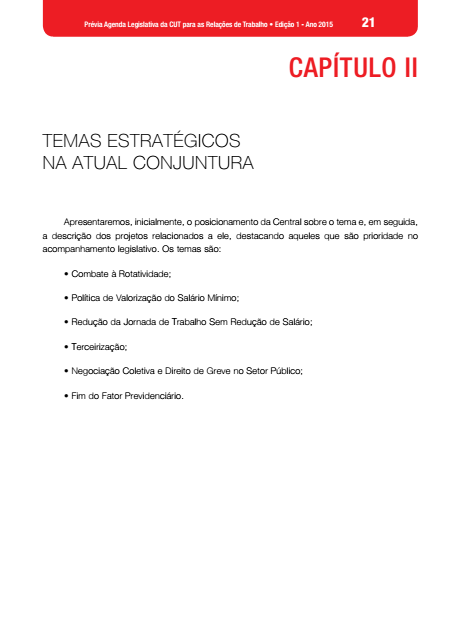 Prévia Agenda Legislativa da CUT para as Relações de Trabalho • Edição 1 - Ano 2015 21
CAPÍTULO II
TEMAS ESTRATÉGICOS
NA ATUAL CONJUNTURA
Apresentaremos, inicialmente, o posicionamento da Central sobre o tema e, em seguida,
a descrição dos projetos relacionados a ele, destacando aqueles que são prioridade no
acompanhamento legislativo. Os temas são:
• Combate à Rotatividade;
• Política de Valorização do Salário Mínimo;
• Redução da Jornada de Trabalho Sem Redução de Salário;
• Terceirização;
• Negociação Coletiva e Direito de Greve no Setor Público;
• Fim do Fator Previdenciário.